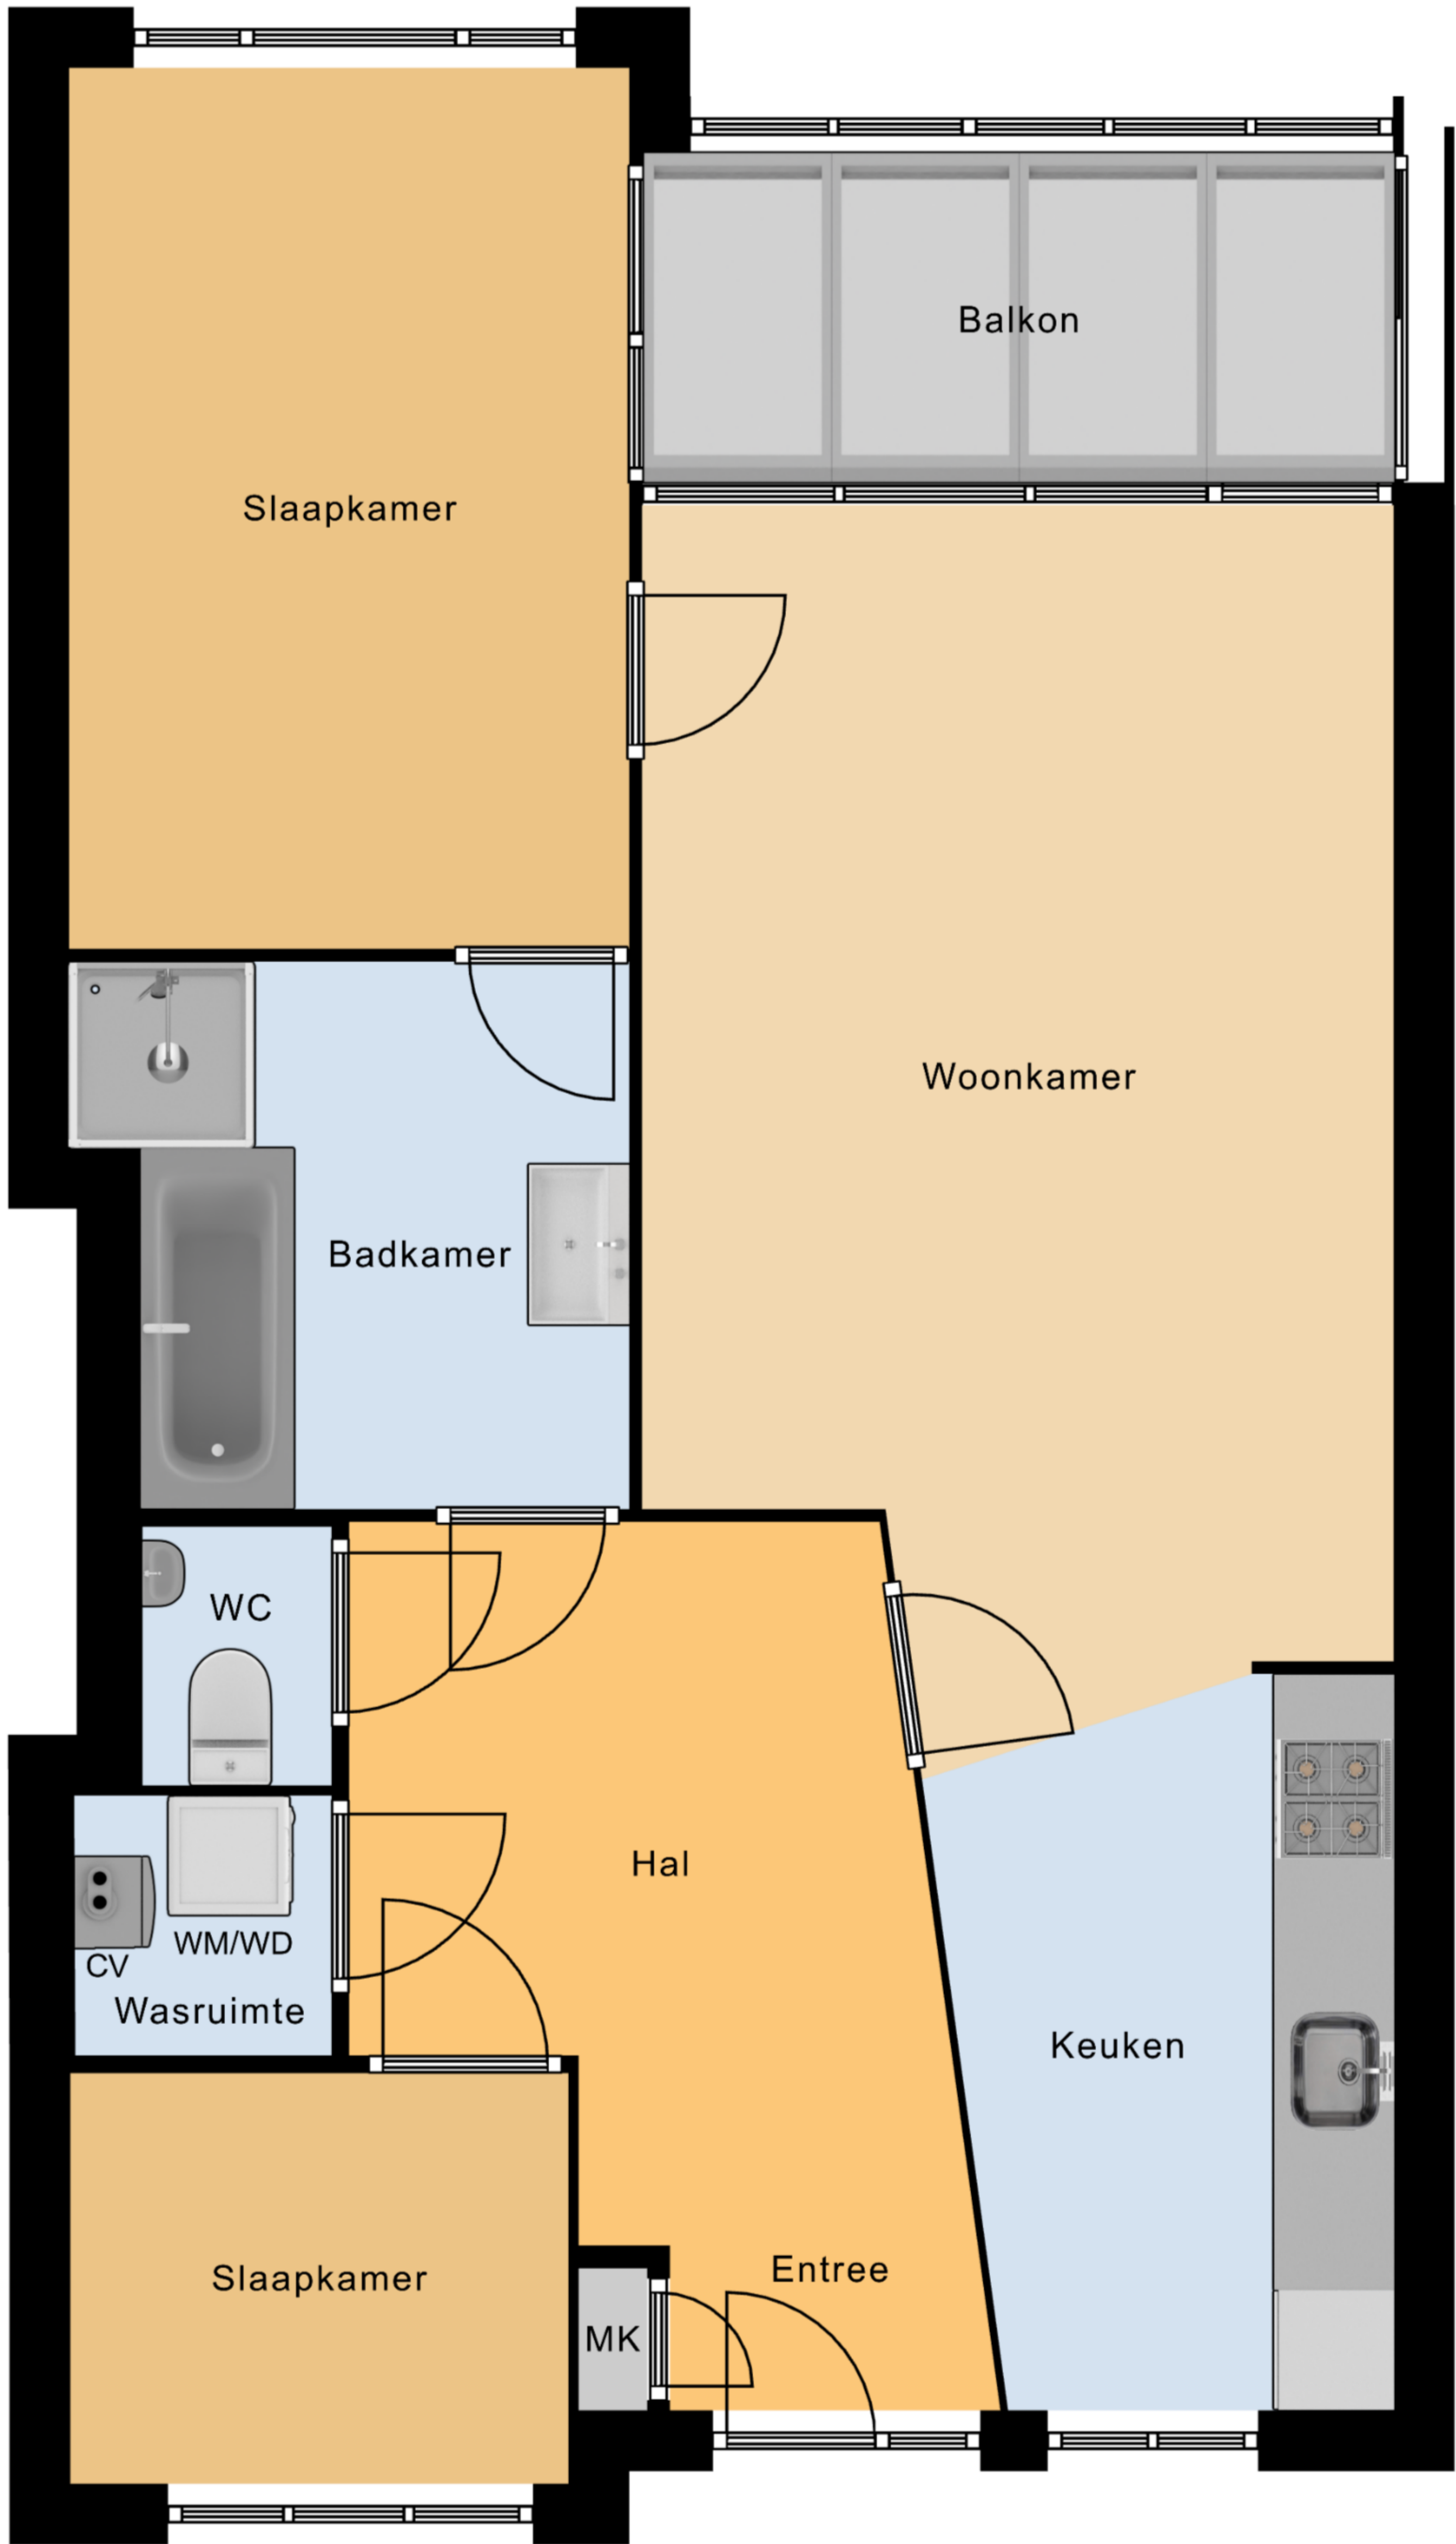 Balkon
Slaapkamer
Woonkamer
Badkamer
WC
Hal
WM/WD
CV
Wasruimte
Keuken
Slaapkamer
Entree
MK